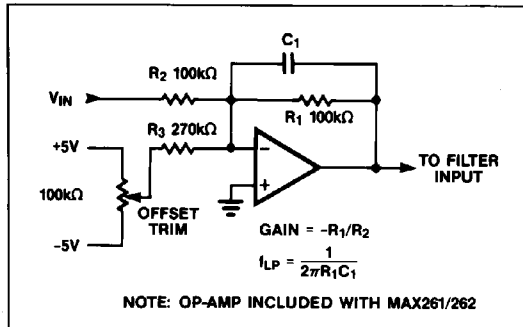 C1
R2 100kΩ
VIN
R1 100kΩ
R3 270kΩ
+5V
−
+
100kΩ
OFFSET
TRIM
−5V
TO FILTER
INPUT
GAIN = −R1/R2
fLP = 1 / 2πR1C1
NOTE: OP-AMP INCLUDED WITH MAX261/262